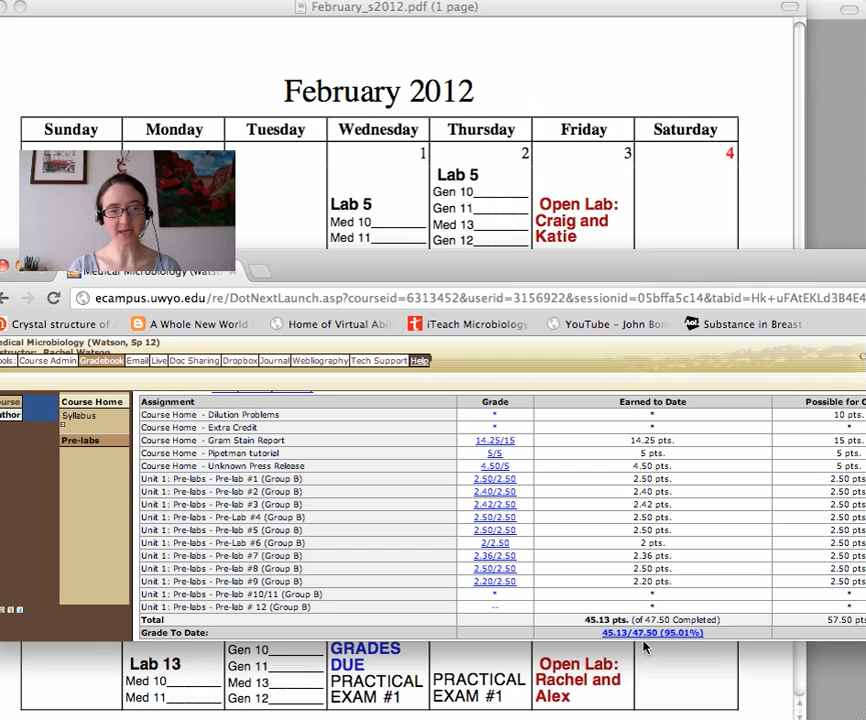 February_s2012.pdf (1 page)
February 2012
Sunday Monday Tuesday Wednesday Thursday Friday Saturday
1 2 3 4
Lab 5
Med 10
Med 11
Lab 5
Gen 10
Gen 11
Med 13
Gen 12
Open Lab:
Craig and
Katie
Medical Microbiology (Watso
ecampus.uwyo.edu/re/DotNextLaunch.asp?courseid=6313452&userid=3156922&sessionid=05bffa5c14&tabid=Hk+uFAtEKLd3B4E4
Crystal structure of A Whole New World Home of Virtual Abi iTeach Microbiology YouTube - John Bon Aol. Substance in Breast
edical Microbiology (Watson, Sp 12)
structor: Rachel Watson
ols: Course Admin Gradebook Email Live Doc Sharing Dropbox Journal Webliography Tech Support Help
ourse
uthor
Course Home
Syllabus
Pre-labs
Assignment Grade Earned to Date Possible for C
Course Home - Dilution Problems * * 10 pts.
Course Home - Extra Credit * * *
Course Home - Gram Stain Report 14.25/15 14.25 pts. 15 pts.
Course Home - Pipetman tutorial 5/5 5 pts. 5 pts.
Course Home - Unknown Press Release 4.50/5 4.50 pts. 5 pts.
Unit 1: Pre-labs - Pre-lab #1 (Group B) 2.50/2.50 2.50 pts. 2.50 pts
Unit 1: Pre-labs - Pre-lab #2 (Group B) 2.40/2.50 2.40 pts. 2.50 pts
Unit 1: Pre-labs - Pre-lab #3 (Group B) 2.42/2.50 2.42 pts. 2.50 pts
Unit 1: Pre-labs - Pre-Lab #4 (Group B) 2.50/2.50 2.50 pts. 2.50 pts
Unit 1: Pre-labs - Pre-lab #5 (Group B) 2.50/2.50 2.50 pts. 2.50 pts
Unit 1: Pre-labs - Pre-Lab #6 (Group B) 2/2.50 2 pts. 2.50 pts
Unit 1: Pre-labs - Pre-lab #7 (Group B) 2.36/2.50 2.36 pts. 2.50 pts
Unit 1: Pre-labs - Pre-lab #8 (Group B) 2.50/2.50 2.50 pts. 2.50 pts
Unit 1: Pre-labs - Pre-lab #9 (Group B) 2.20/2.50 2.20 pts. 2.50 pts
Unit 1: Pre-labs - Pre-lab #10/11 (Group B) * * 2.50 pts
Unit 1: Pre-labs - Pre-lab # 12 (Group B) -- * 2.50 pts
Total 45.13 pts. (of 47.50 Completed) 57.50 pts
Grade To Date: 45.13/47.50 (95.01%)
Lab 13
Med 10
Med 11
Gen 10
Gen 11
Med 13
Gen 12
GRADES
DUE
PRACTICAL
EXAM #1
PRACTICAL
EXAM #1
Open Lab:
Rachel and
Alex